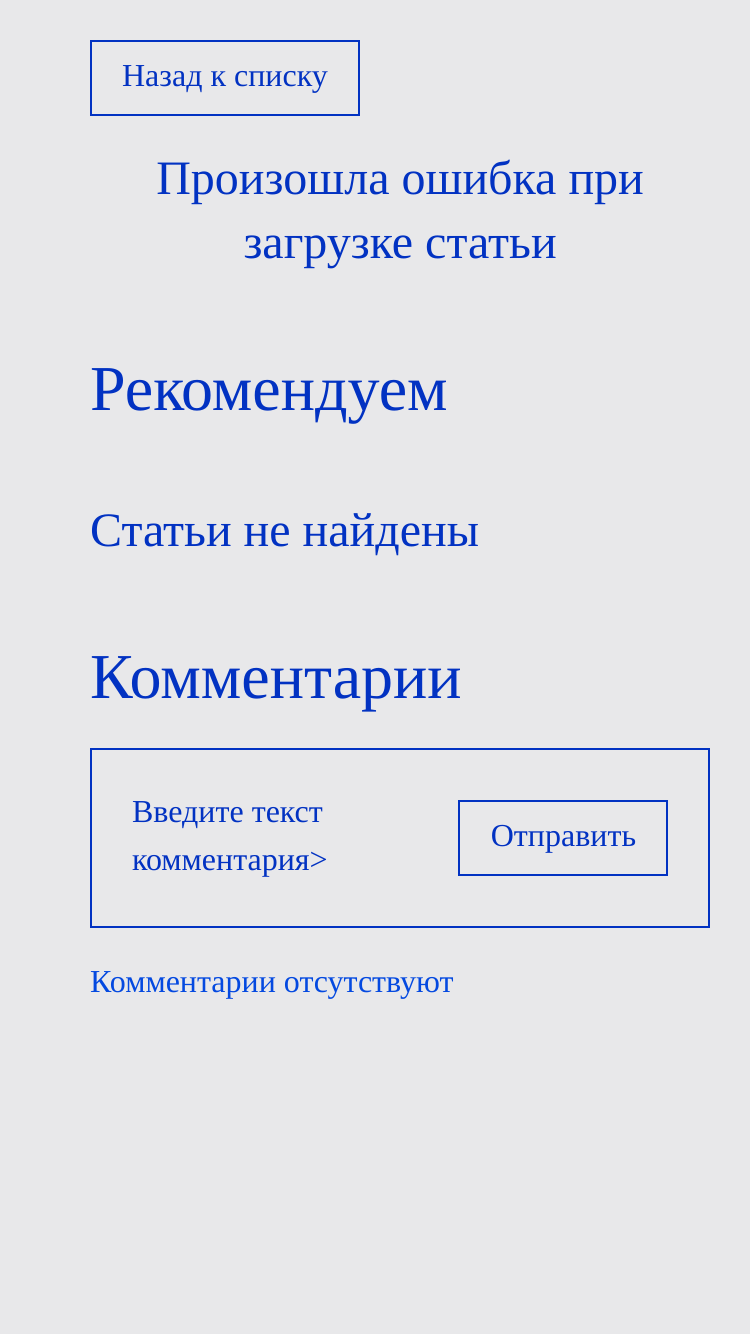 Назад к списку
Произошла ошибка при
загрузке статьи
Рекомендуем
Статьи не найдены
Комментарии
Введите текст
комментария>
Отправить
Комментарии отсутствуют